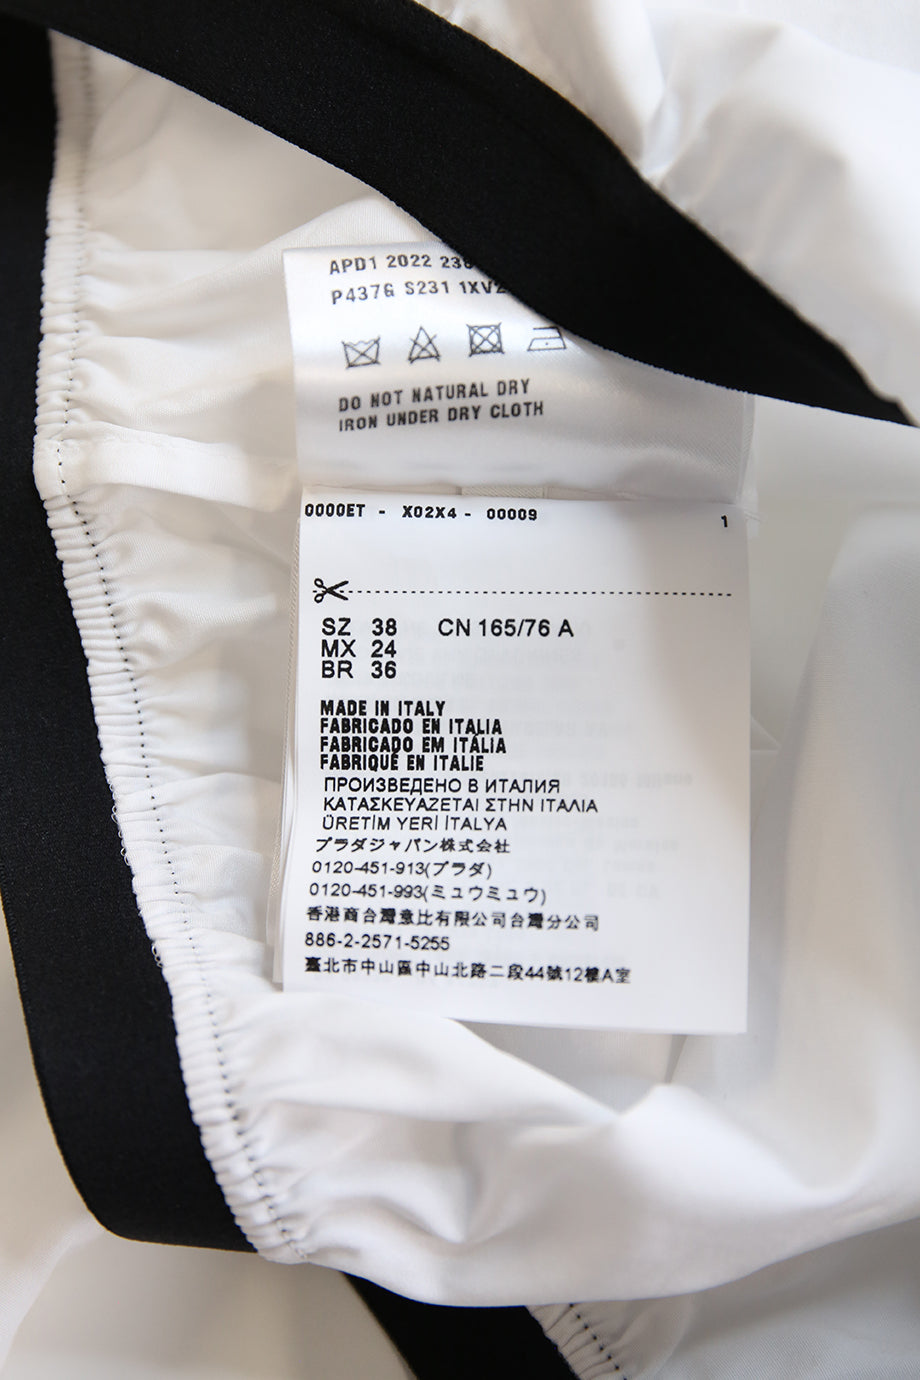 APD1 2022
P437G S231
DO NOT NATURAL DRY
IRON UNDER DRY CLOTH
0000ET - X02X4 - 00009 1
SZ 38 CN 165/76 A
MX 24
BR 36
MADE IN ITALY
FABRICADO EN ITALIA
FABRICADO EM ITÁLIA
FABRIQUÉ EN ITALIE
ПРОИЗВЕДЕНО В ИТАЛИЯ
ΚΑΤΑΣΚΕΥΑΖΕΤΑΙ ΣΤΗΝ ΙΤΑΛΙΑ
ÜRETİM YERİ İTALYA
プラダジャパン株式会社
0120-451-913(プラダ)
0120-451-993(ミュウミュウ)
香港商台灣意比有限公司台灣分公司
886-2-2571-5255
臺北市中山區中山北路二段44號12樓A室